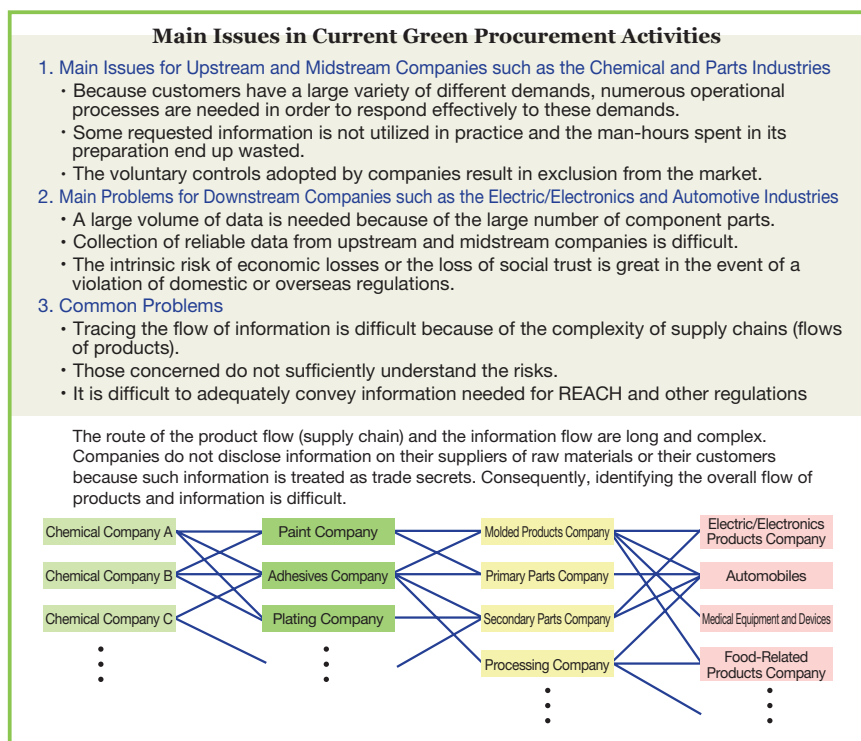 Main Issues in Current Green Procurement Activities
1. Main Issues for Upstream and Midstream Companies such as the Chemical and Parts Industries
・Because customers have a large variety of different demands, numerous operational
processes are needed in order to respond effectively to these demands.
・Some requested information is not utilized in practice and the man-hours spent in its
preparation end up wasted.
・The voluntary controls adopted by companies result in exclusion from the market.
2. Main Problems for Downstream Companies such as the Electric/Electronics and Automotive Industries
・A large volume of data is needed because of the large number of component parts.
・Collection of reliable data from upstream and midstream companies is difficult.
・The intrinsic risk of economic losses or the loss of social trust is great in the event of a
violation of domestic or overseas regulations.
3. Common Problems
・Tracing the flow of information is difficult because of the complexity of supply chains (flows
of products).
・Those concerned do not sufficiently understand the risks.
・It is difficult to adequately convey information needed for REACH and other regulations
The route of the product flow (supply chain) and the information flow are long and complex.
Companies do not disclose information on their suppliers of raw materials or their customers
because such information is treated as trade secrets. Consequently, identifying the overall flow of
products and information is difficult.
Chemical Company A
Chemical Company B
Chemical Company C
Paint Company
Adhesives Company
Plating Company
Molded Products Company
Primary Parts Company
Secondary Parts Company
Processing Company
Electric/Electronics
Products Company
Automobiles
Medical Equipment and Devices
Food-Related
Products Company